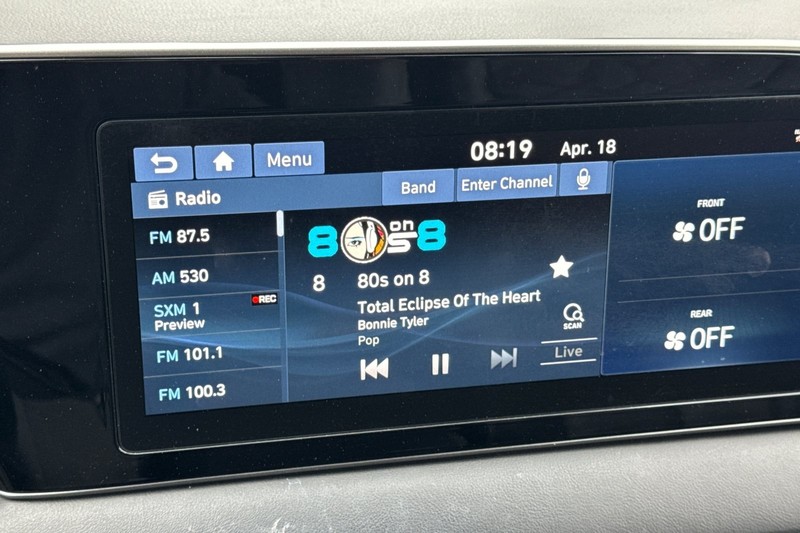 Menu
08:19
Apr. 18
Radio
Band
Enter Channel
FM 87.5
AM 530
SXM 1
REC
Preview
FM 101.1
FM 100.3
8 on 8
8
80s on 8
Total Eclipse Of The Heart
Bonnie Tyler
Pop
SCAN
Live
FRONT
OFF
REAR
OFF